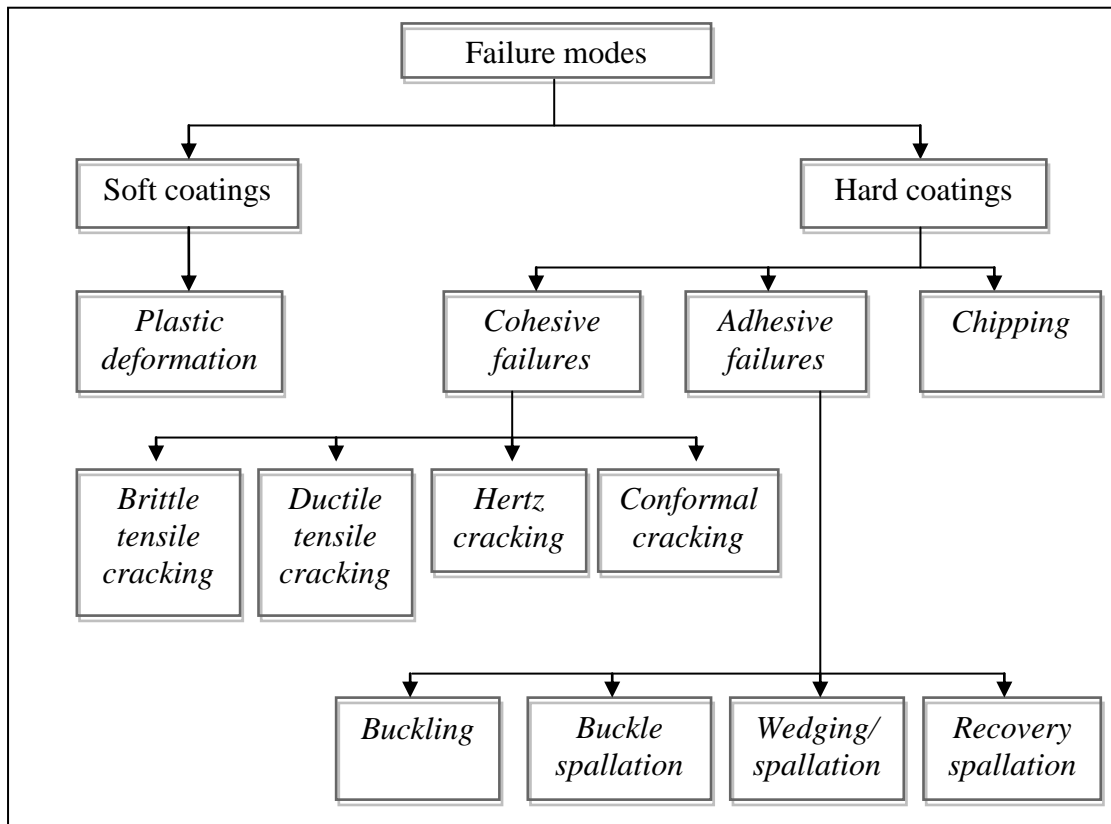 Failure modes
Soft coatings
Hard coatings
Plastic
deformation
Cohesive
failures
Adhesive
failures
Chipping
Brittle
tensile
cracking
Ductile
tensile
cracking
Hertz
cracking
Conformal
cracking
Buckling
Buckle
spallation
Wedging/
spallation
Recovery
spallation